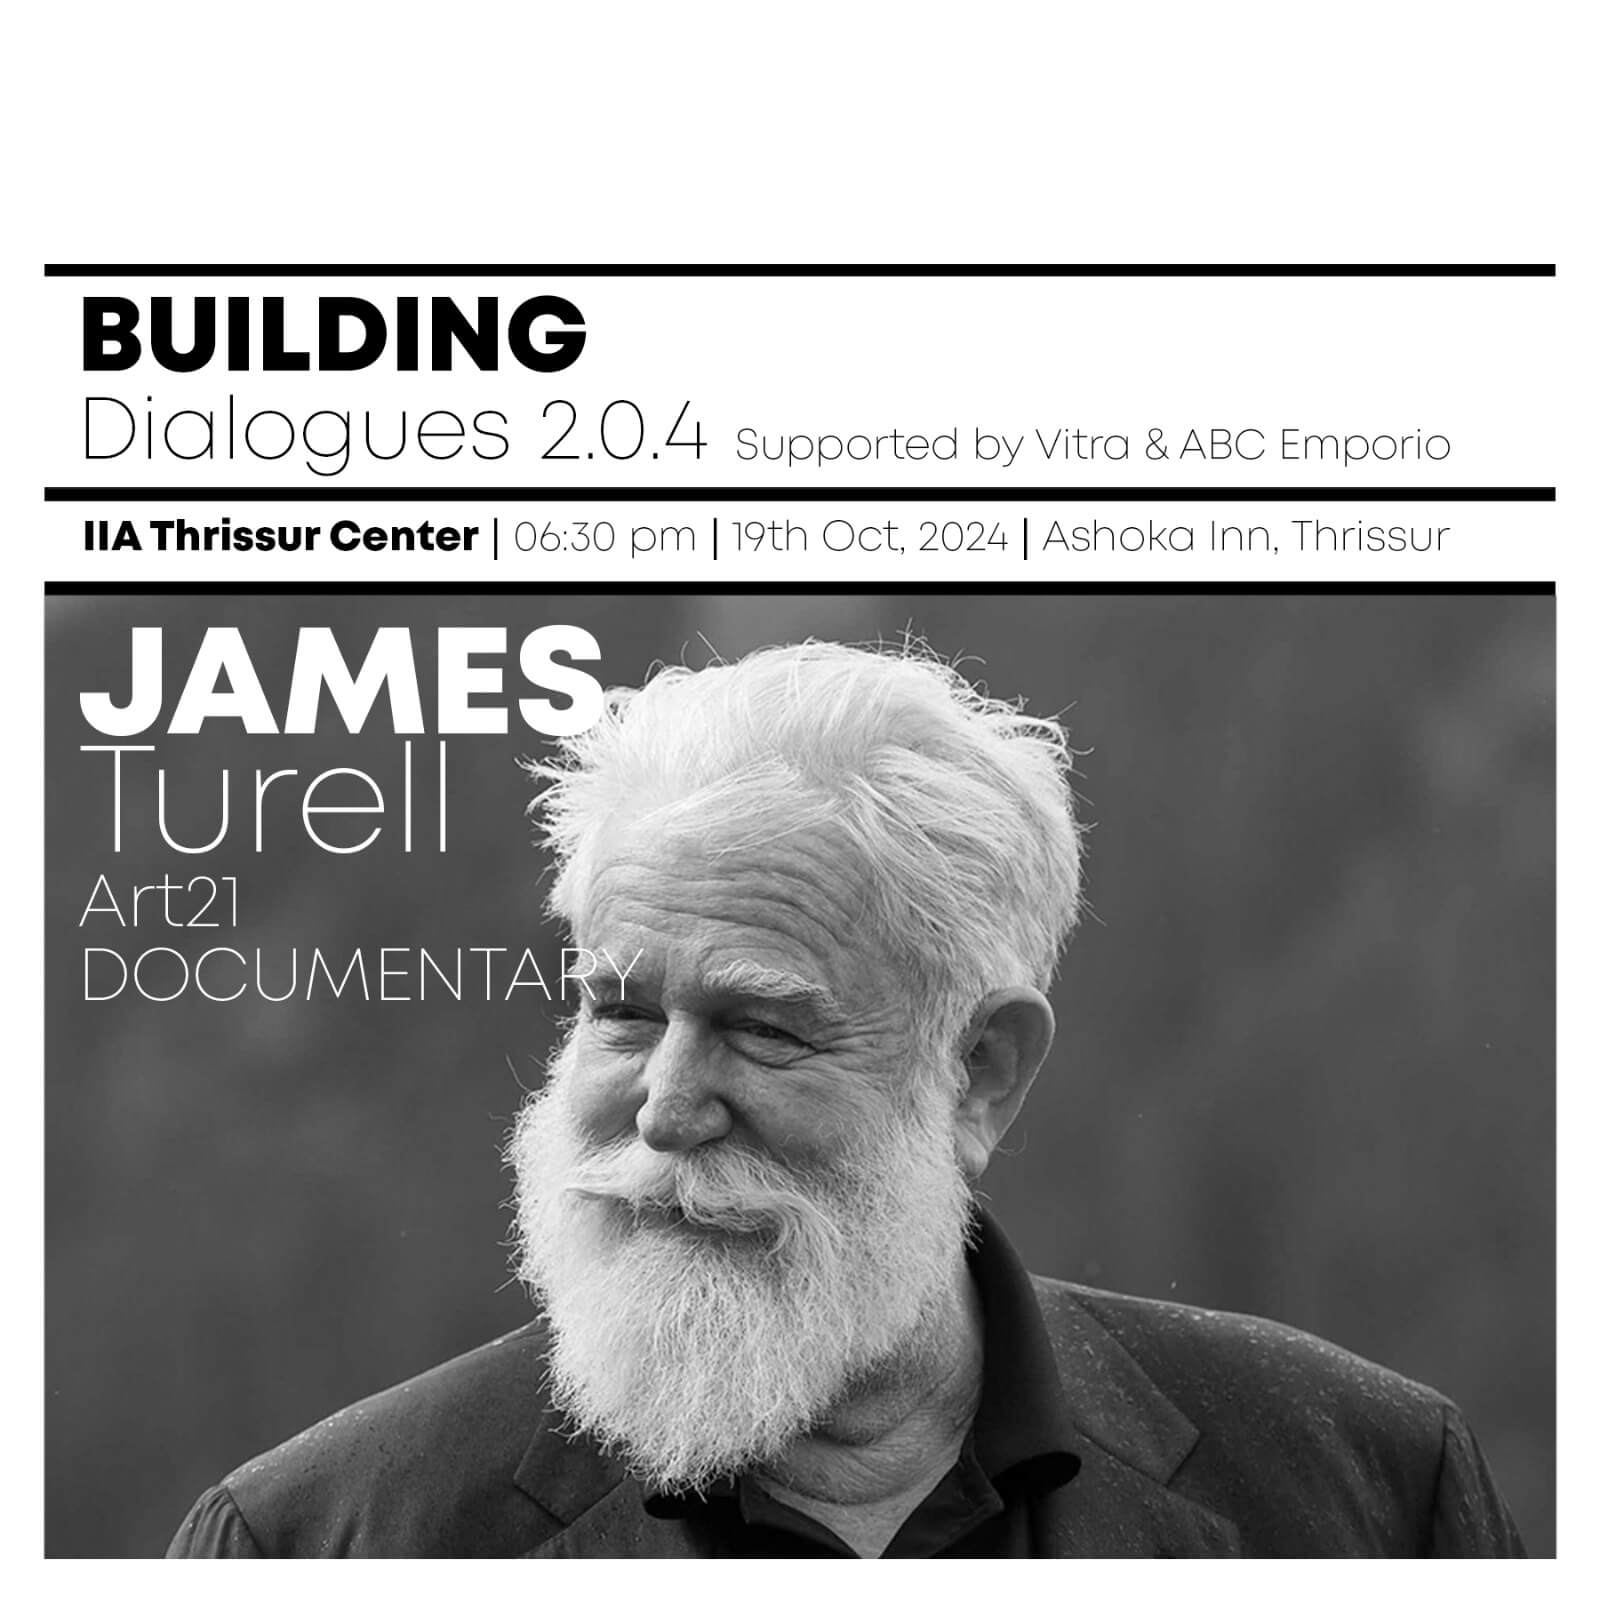 BUILDING
Dialogues 2.0.4 Supported by Vitra & ABC Emporio
IIA Thrissur Center | 06:30 pm | 19th Oct, 2024 | Ashoka Inn, Thrissur
JAMES
Turell
Art21
DOCUMENTARY